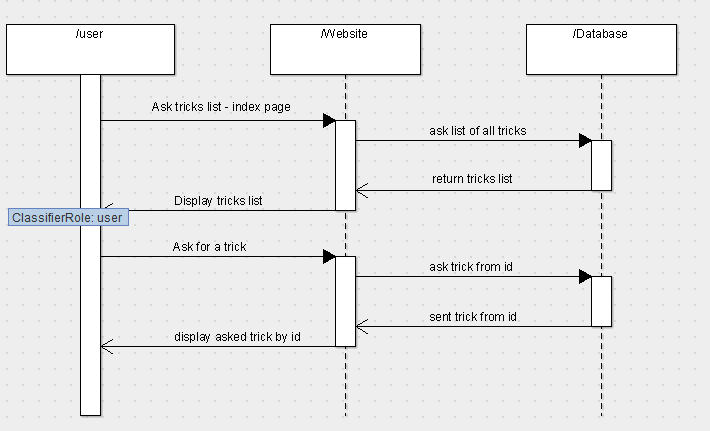 /user
/Website
/Database
Ask tricks list - index page
ask list of all tricks
return tricks list
Display tricks list
ClassifierRole: user
Ask for a trick
ask trick from id
sent trick from id
display asked trick by id